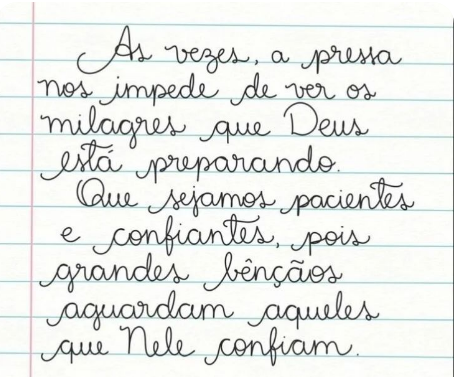 As vezes, a pressa
nos impede de ver os
milagres que Deus
está preparando.
Que sejamos pacientes
e confiantes, pois
grandes bênçãos
aguardam aqueles
que Nele confiam.